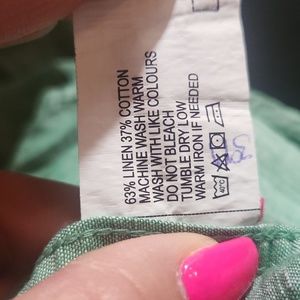 63% LINEN 37% COTTON
MACHINE WASH WARM
WASH WITH LIKE COLOURS
DO NOT BLEACH
TUMBLE DRY LOW
WARM IRON IF NEEDED